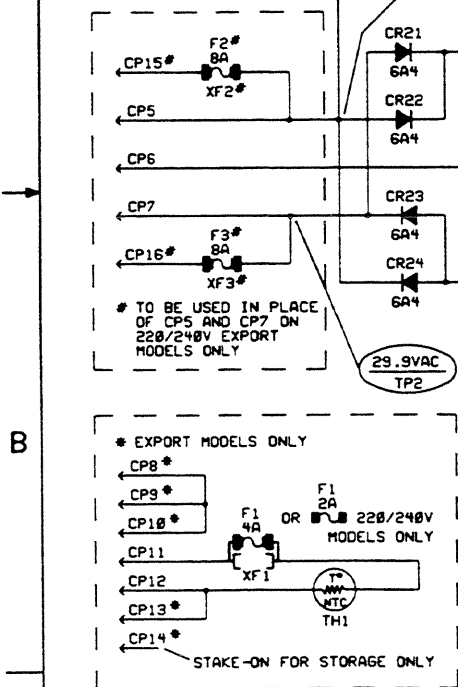 F2#
8A
CP15#
XF2#
CP5
CP6
CP7
F3#
8A
CP16#
XF3#
# TO BE USED IN PLACE
OF CP5 AND CP7 ON
220/240V EXPORT
MODELS ONLY
CR21
6A4
CR22
6A4
CR23
6A4
CR24
6A4
29.9VAC
TP2
B
* EXPORT MODELS ONLY
CP8*
CP9*
CP10*
CP11
CP12
CP13*
CP14*
F1
4A
XF1
OR
F1
2A
220/240V
MODELS ONLY
T°
NTC
TH1
STAKE-ON FOR STORAGE ONLY